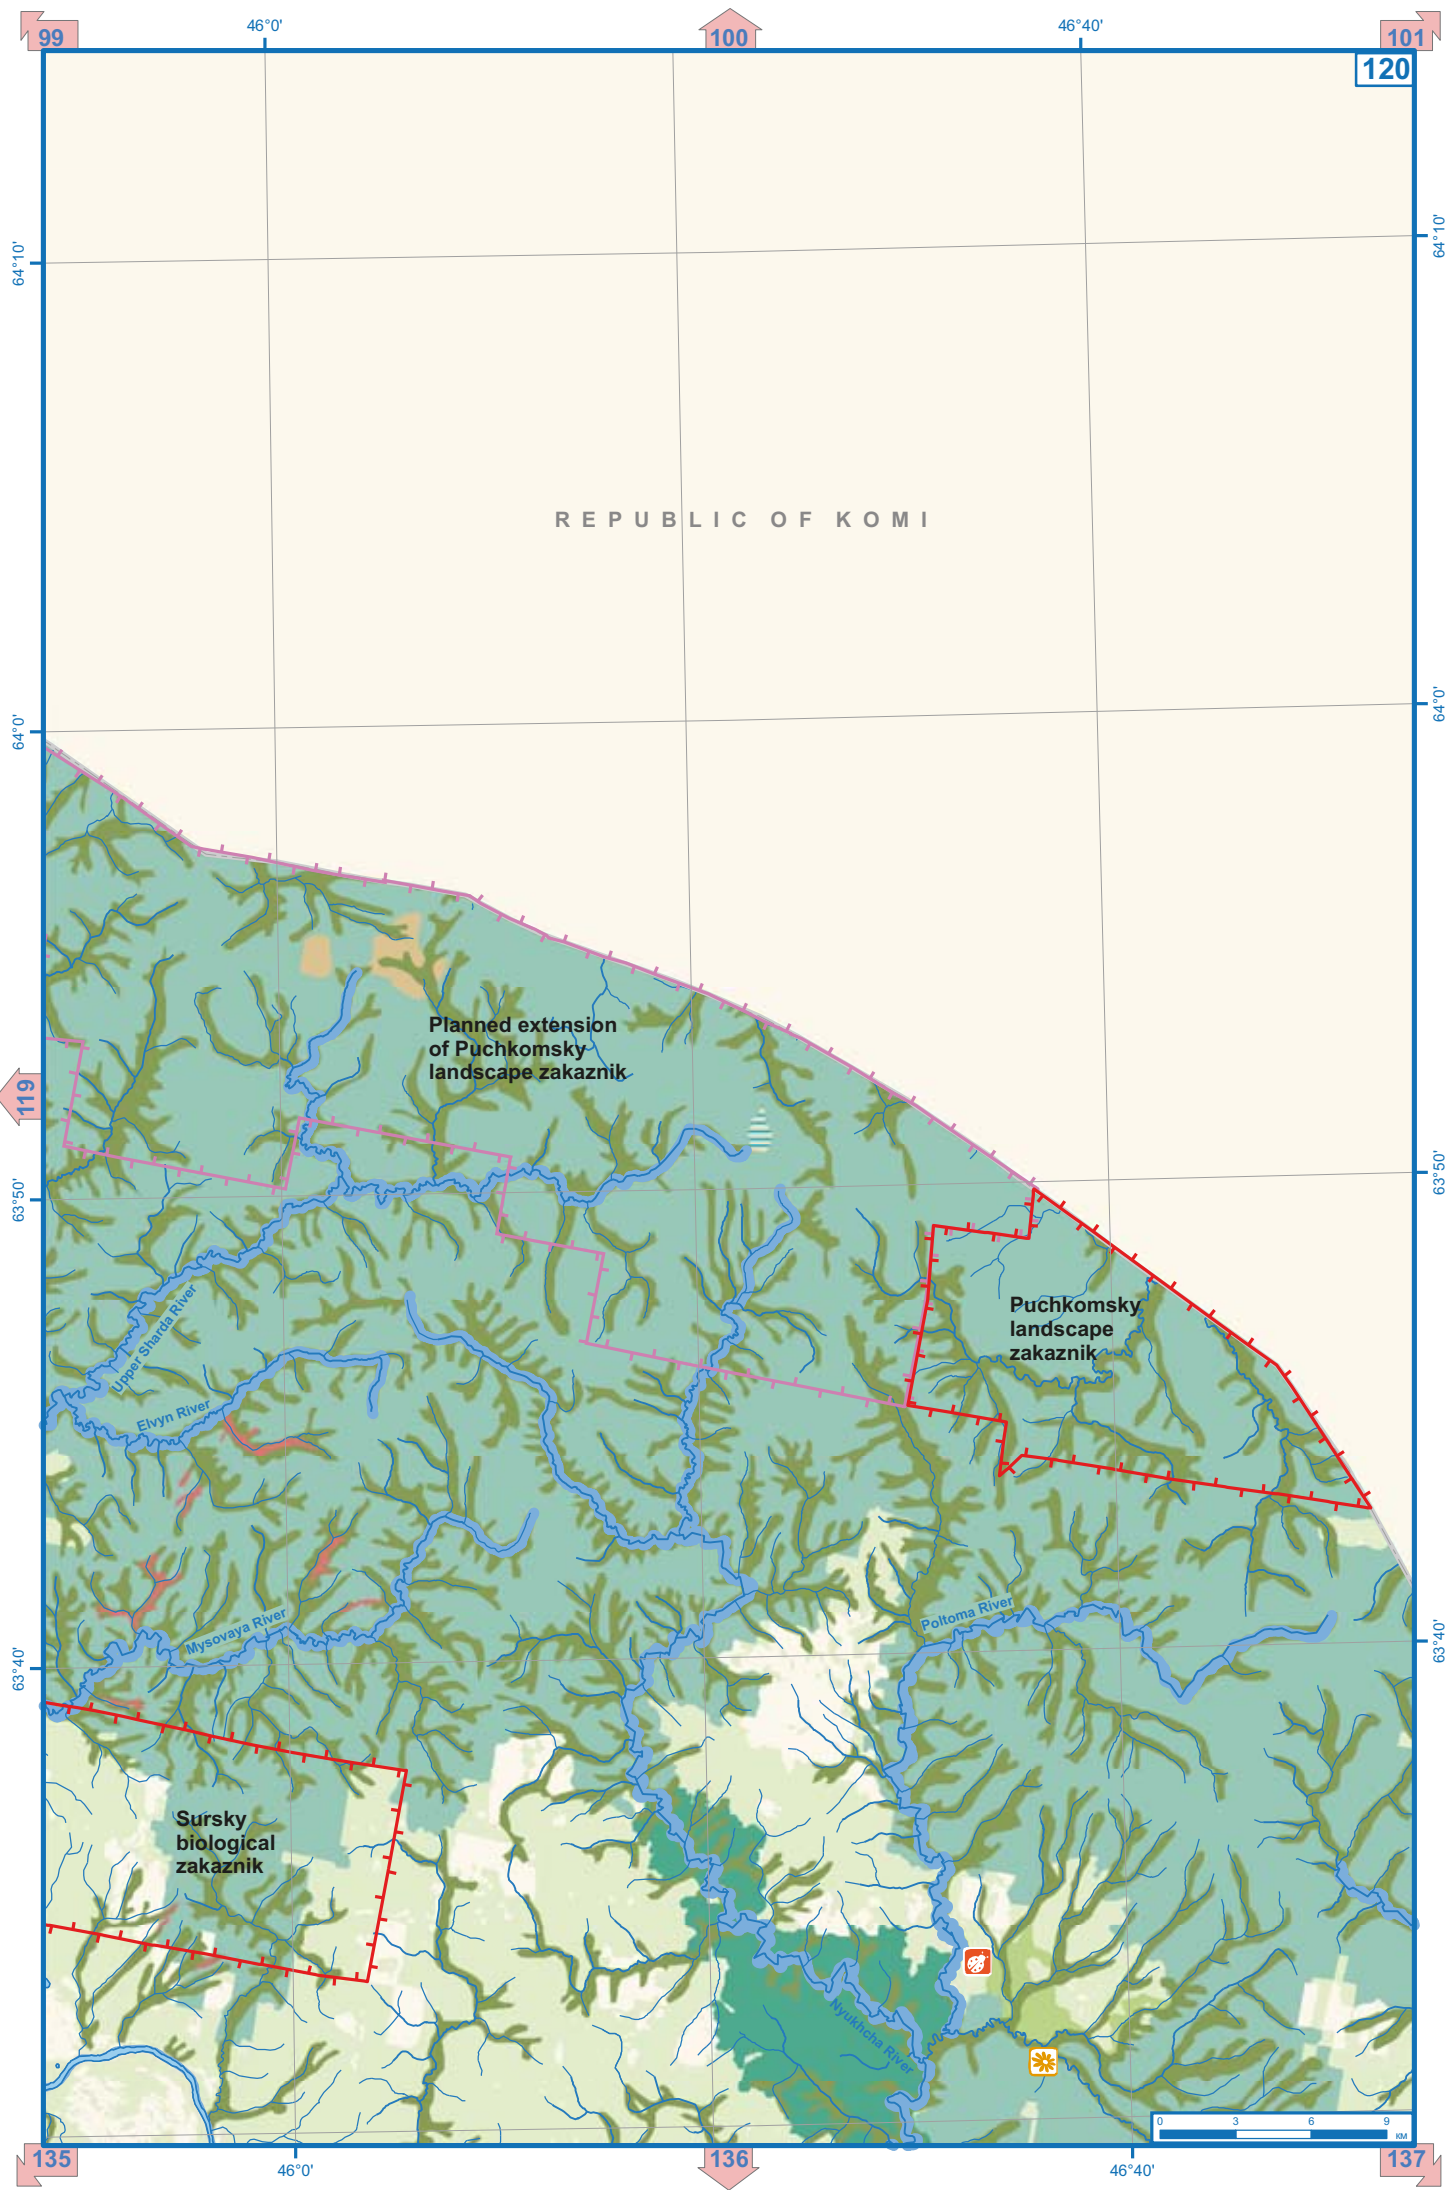 99
46°0'
100
46°40'
101
120
64°10'
64°10'
REPUBLIC OF KOMI
64°0'
64°0'
Planned extension
of Puchkomsky
landscape zakaznik
119
63°50'
63°50'
Puchkomsky
landscape
zakaznik
Upper Sharda River
Elvyn River
Mysovaya River
Poltoma River
63°40'
63°40'
Sursky
biological
zakaznik
Nyukhcha River
0 3 6 9
КМ
135
46°0'
136
46°40'
137